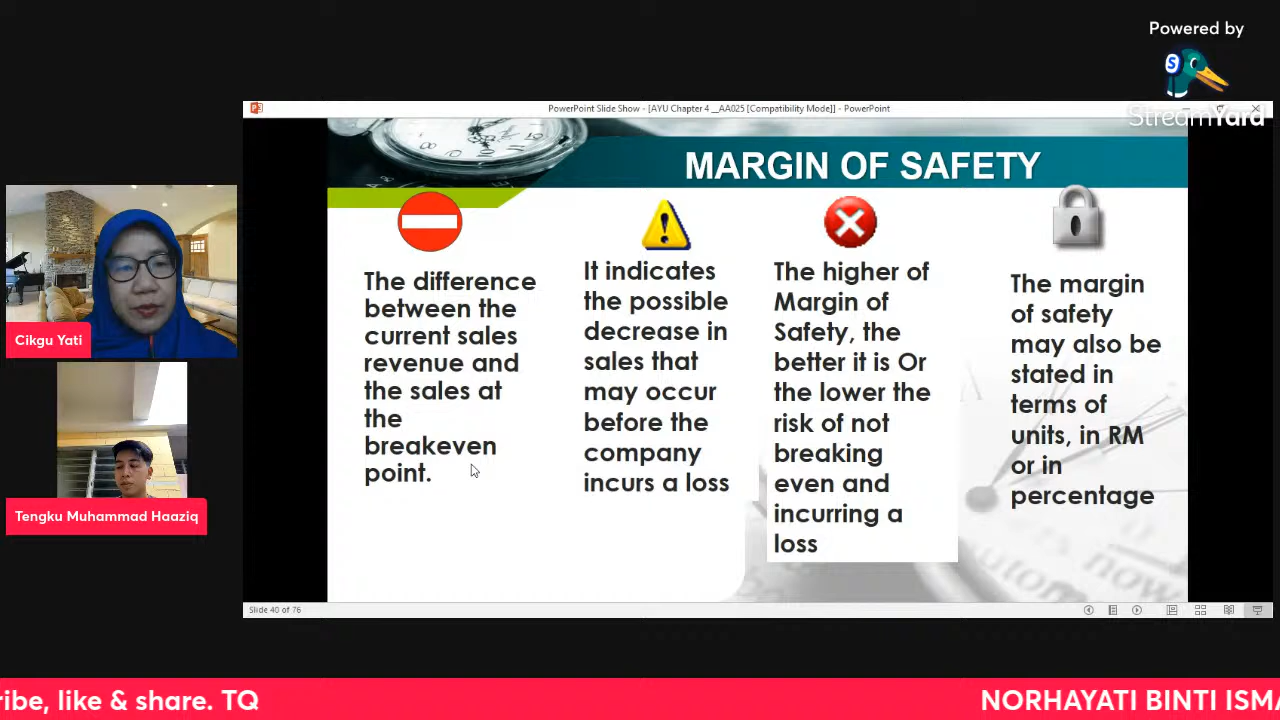 Powered by
StreamYard
PowerPoint Slide Show - [AYU Chapter 4 __AA025 [Compatibility Mode]] - PowerPoint
MARGIN OF SAFETY
The difference
between the
current sales
revenue and
the sales at
the
breakeven
point.
It indicates
the possible
decrease in
sales that
may occur
before the
company
incurs a loss
The higher of
Margin of
Safety, the
better it is Or
the lower the
risk of not
breaking
even and
incurring a
loss
The margin
of safety
may also be
stated in
terms of
units, in RM
or in
percentage
Cikgu Yati
Tengku Muhammad Haaziq
Slide 40 of 76
ribe, like & share. TQ
NORHAYATI BINTI ISMA